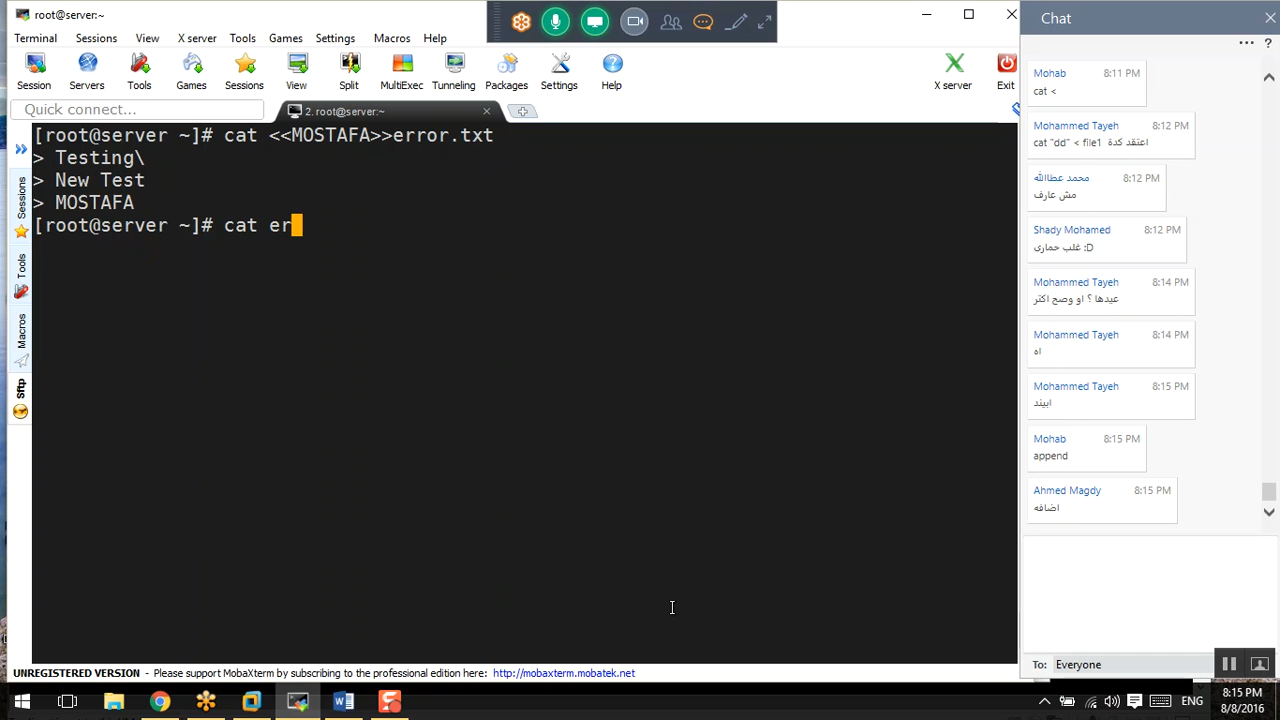 root@server:~
Terminal Sessions View X server Tools Games Settings Macros Help
Session Servers Tools Games Sessions View Split MultiExec Tunneling Packages Settings Help X server Exit
Quick connect...
2. root@server:~
[root@server ~]# cat <<MOSTAFA>>error.txt
> Testing\
> New Test
> MOSTAFA
[root@server ~]# cat er
Sessions
Tools
Macros
Sftp
UNREGISTERED VERSION - Please support MobaXterm by subscribing to the professional edition here: http://mobaxterm.mobatek.net
Chat
Mohab 8:11 PM
cat <
Mohammed Tayeh 8:12 PM
cat "dd" < file1 اعتقد كدة
محمد عطاالله 8:12 PM
مش عارف
Shady Mohamed 8:12 PM
غلب حمارى :D
Mohammed Tayeh 8:14 PM
عيدها ؟ او وضح اكثر
Mohammed Tayeh 8:14 PM
اه
Mohammed Tayeh 8:15 PM
ابيند
Mohab 8:15 PM
append
Ahmed Magdy 8:15 PM
اضافه
To: Everyone
ENG
8:15 PM
8/8/2016